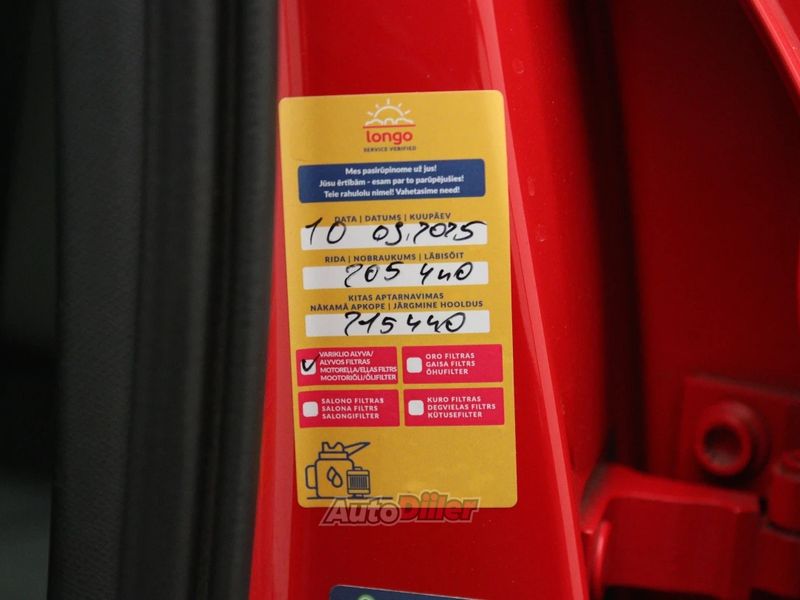 longo
SERVICE VERIFIED
Mes pasirūpinome už jus!
Jūsu ērtībām - esam par to parūpējušies!
Teie rahulolu nimel! Vahetasime need!
DATA | DATUMS | KUUPÄEV
10 09.2025
RIDA | NOBRAUKUMS | LÄBISÕIT
205 440
KITAS APTARNAVIMAS
NĀKAMĀ APKOPE | JÄRGMINE HOOLDUS
215440
VARIKLIO ALYVA/
ALYVOS FILTRAS
MOTOREĻĻA/EĻĻAS FILTRS
MOOTORIÕLI/ÕLIFILTER
ORO FILTRAS
GAISA FILTRS
ÕHUFILTER
SALONO FILTRAS
SALONA FILTRS
SALONGIFILTER
KURO FILTRAS
DEGVIELAS FILTRS
KÜTUSEFILTER
AutoDiiler